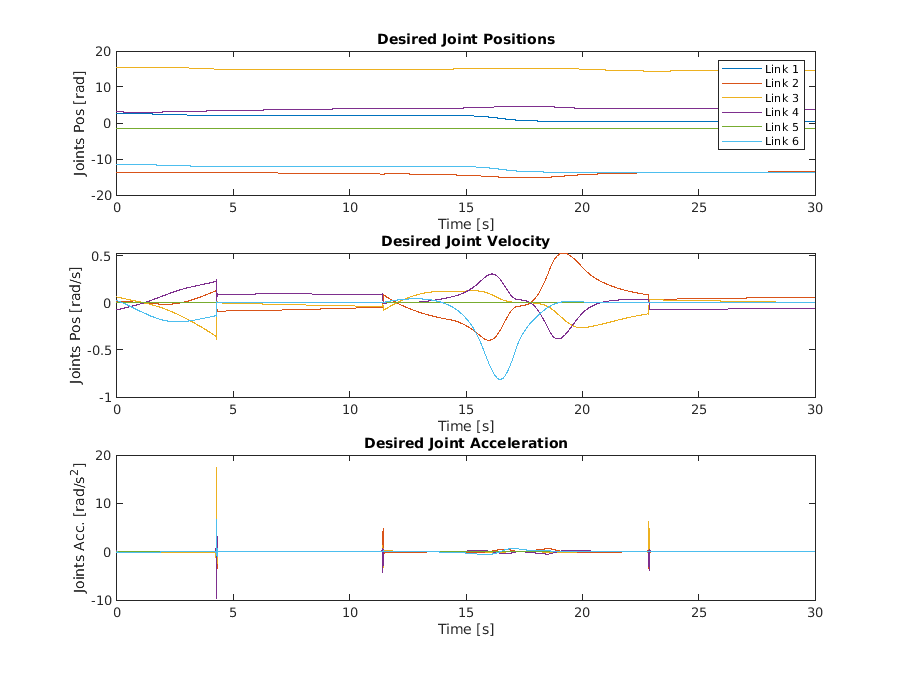 Desired Joint Positions
Joints Pos [rad]
20
10
0
-10
-20
Link 1
Link 2
Link 3
Link 4
Link 5
Link 6
0 5 10 15 20 25 30
Time [s]
Desired Joint Velocity
Joints Pos [rad/s]
0.5
0
-0.5
-1
0 5 10 15 20 25 30
Time [s]
Desired Joint Acceleration
Joints Acc. [rad/s²]
20
10
0
-10
0 5 10 15 20 25 30
Time [s]